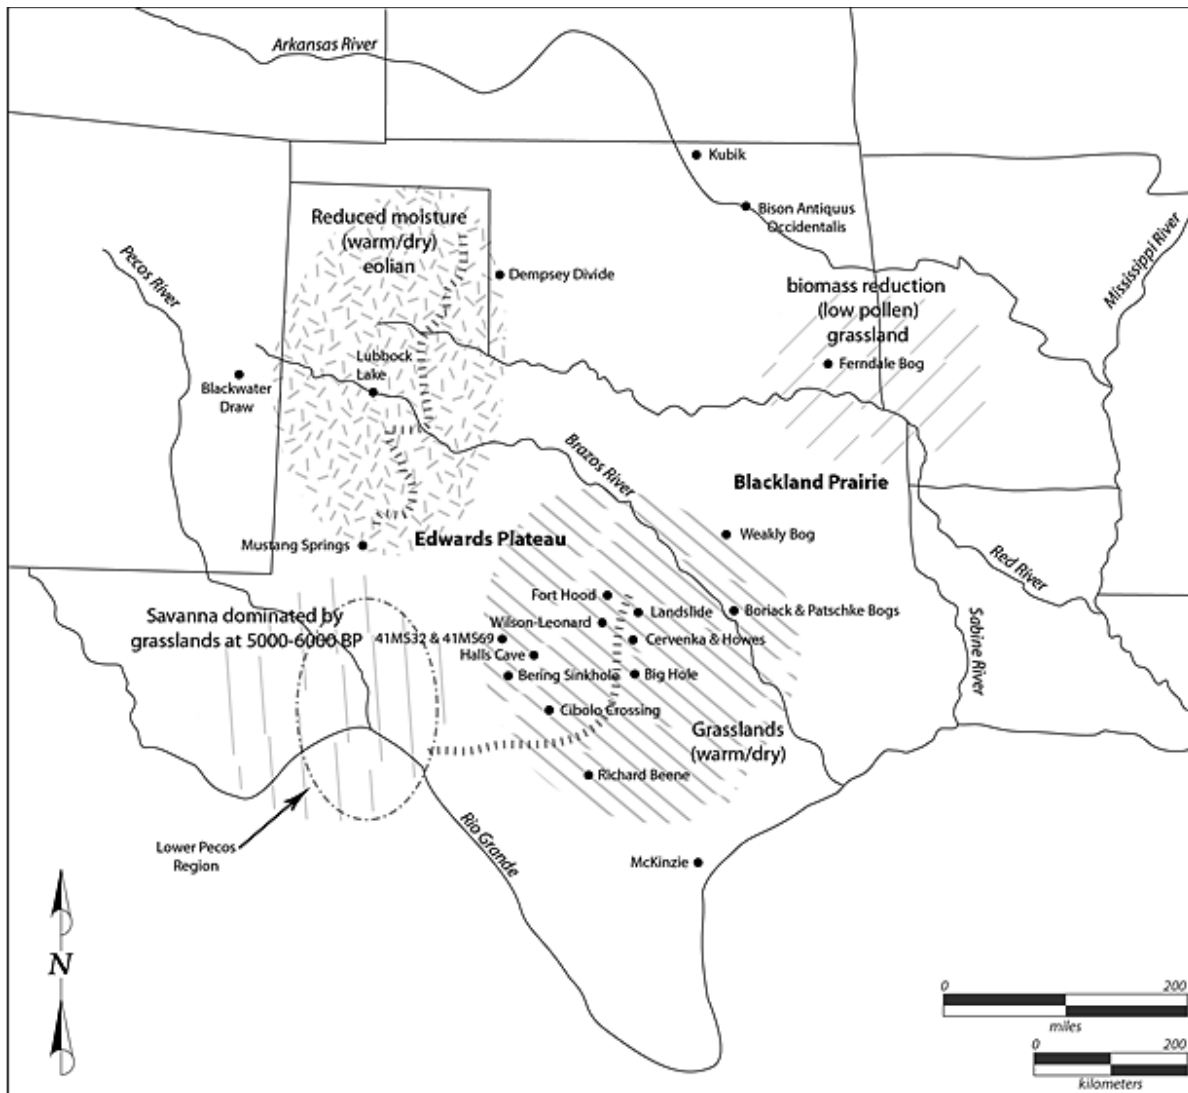 Arkansas River
Kubik
Bison Antiquus
Occidentalis
Reduced moisture
(warm/dry)
eolian
Pecos River
Mississippi River
Dempsey Divide
biomass reduction
(low pollen)
grassland
Ferndale Bog
Lubbock
Lake
Blackwater
Draw
Brazos River
Blackland Prairie
Edwards Plateau
Mustang Springs
Weakly Bog
Red River
Savanna dominated by
grasslands at 5000-6000 BP
Fort Hood
Landslide
Boriack & Patschke Bogs
Wilson-Leonard
41MS32 & 41MS69
Cervenka & Howes
Halls Cave
Bering Sinkhole
Big Hole
Sabine River
Cibolo Crossing
Grasslands
(warm/dry)
Richard Beene
Rio Grande
Lower Pecos
Region
McKinzie
N
0 200
miles
0 200
kilometers